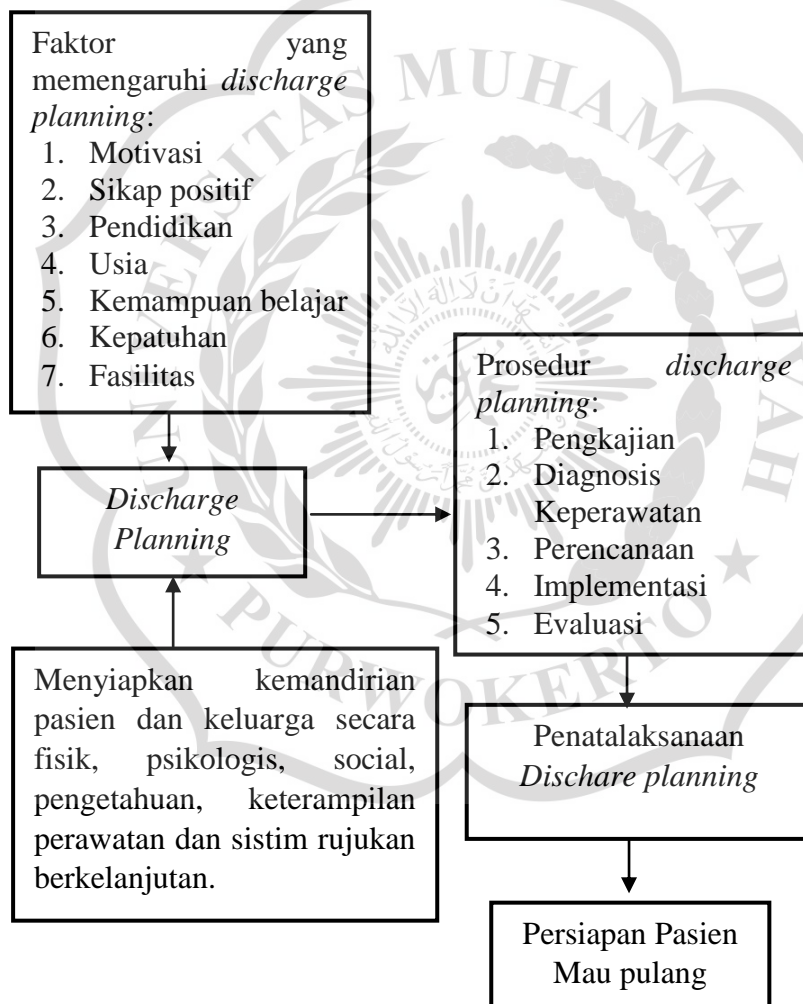 Faktor yang
memengaruhi discharge
planning:
1. Motivasi
2. Sikap positif
3. Pendidikan
4. Usia
5. Kemampuan belajar
6. Kepatuhan
7. Fasilitas
Discharge
Planning
Menyiapkan kemandirian
pasien dan keluarga secara
fisik, psikologis, social,
pengetahuan, keterampilan
perawatan dan sistim rujukan
berkelanjutan.
Prosedur discharge
planning:
1. Pengkajian
2. Diagnosis
Keperawatan
3. Perencanaan
4. Implementasi
5. Evaluasi
Penatalaksanaan
Dischare planning
Persiapan Pasien
Mau pulang
UNIVERSITAS MUHAMMADIYAH
PURWOKERTO